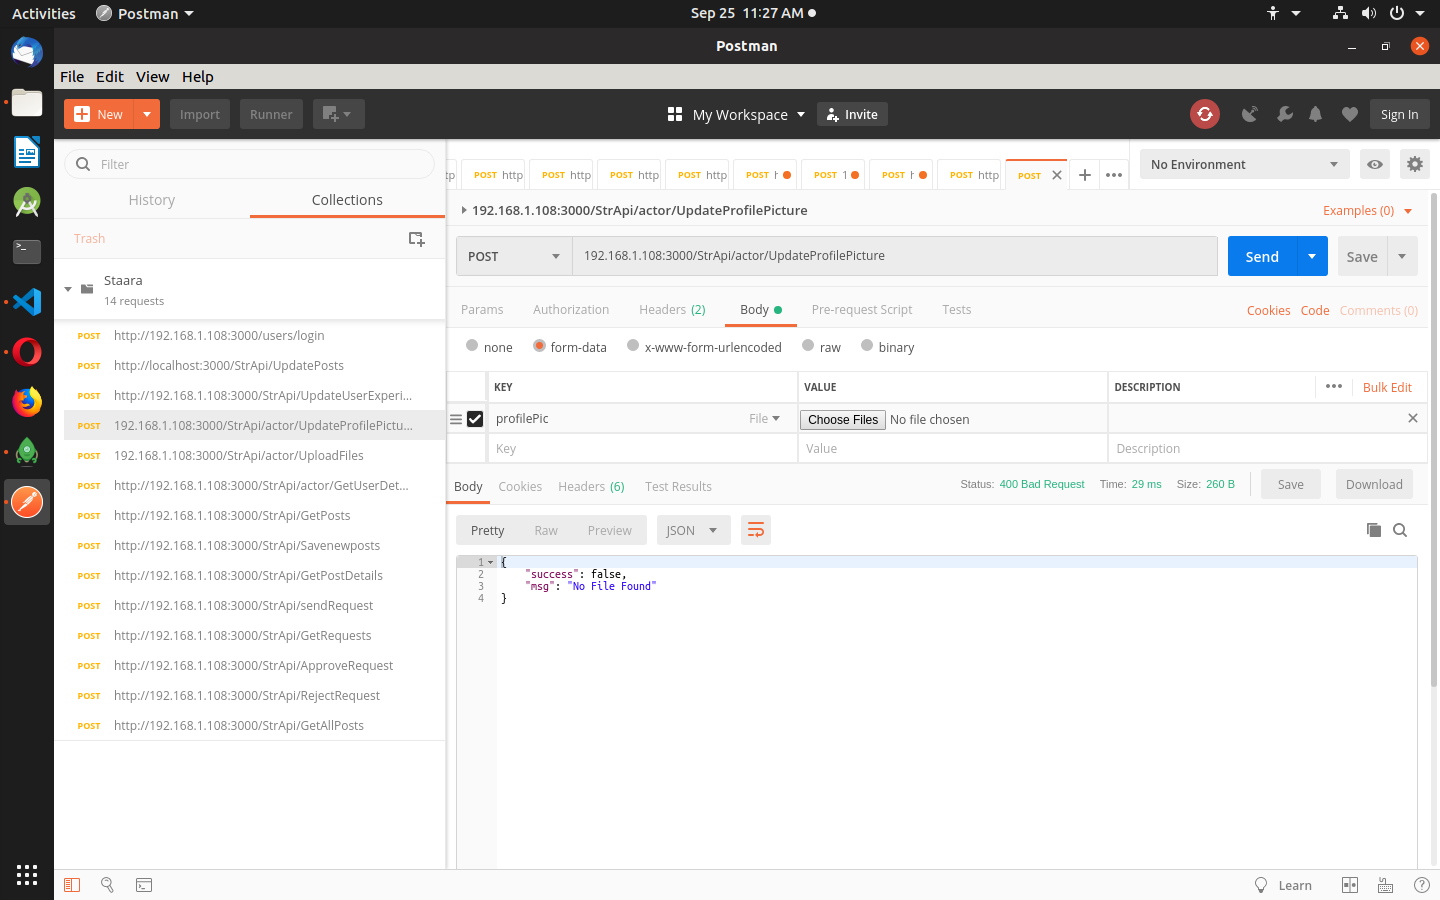 Activities Postman Sep 25 11:27 AM
Postman
File Edit View Help
New Import Runner My Workspace Invite Sign In
Filter
History Collections
Trash
Staara
14 requests
POST http://192.168.1.108:3000/users/login
POST http://localhost:3000/StrApi/UpdatePosts
POST http://192.168.1.108:3000/StrApi/UpdateUserExperi...
POST 192.168.1.108:3000/StrApi/actor/UpdateProfilePictu...
POST 192.168.1.108:3000/StrApi/actor/UploadFiles
POST http://192.168.1.108:3000/StrApi/actor/GetUserDet...
POST http://192.168.1.108:3000/StrApi/GetPosts
POST http://192.168.1.108:3000/StrApi/Savenewposts
POST http://192.168.1.108:3000/StrApi/GetPostDetails
POST http://192.168.1.108:3000/StrApi/sendRequest
POST http://192.168.1.108:3000/StrApi/GetRequests
POST http://192.168.1.108:3000/StrApi/ApproveRequest
POST http://192.168.1.108:3000/StrApi/RejectRequest
POST http://192.168.1.108:3000/StrApi/GetAllPosts
tp POST http POST http POST http POST http POST h POST 1 POST h POST http POST No Environment
192.168.1.108:3000/StrApi/actor/UpdateProfilePicture Examples (0)
POST 192.168.1.108:3000/StrApi/actor/UpdateProfilePicture Send Save
Params Authorization Headers (2) Body Pre-request Script Tests Cookies Code Comments (0)
none form-data x-www-form-urlencoded raw binary
KEY VALUE DESCRIPTION Bulk Edit
profilePic File Choose Files No file chosen
Key Value Description
Body Cookies Headers (6) Test Results Status: 400 Bad Request Time: 29 ms Size: 260 B Save Download
Pretty Raw Preview JSON
1 {
2 "success": false,
3 "msg": "No File Found"
4 }
Learn